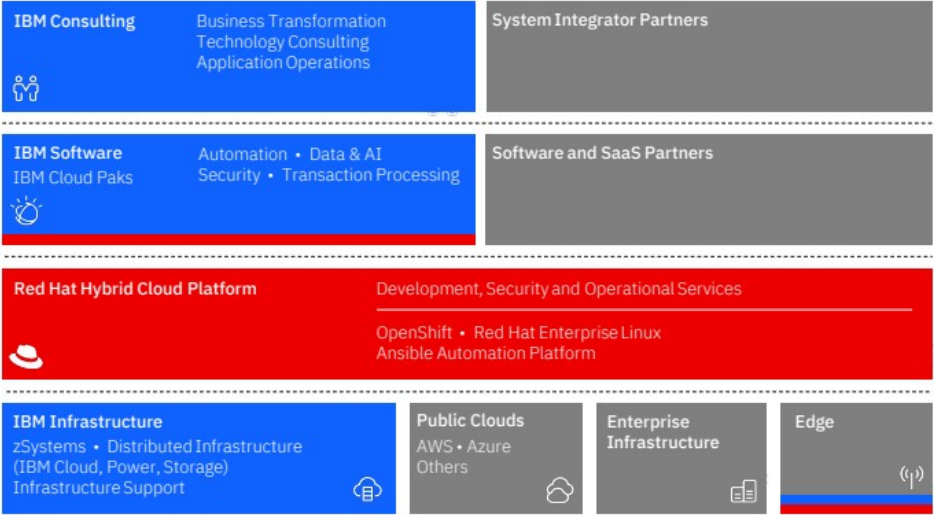 IBM Consulting
Business Transformation
Technology Consulting
Application Operations
System Integrator Partners
IBM Software
IBM Cloud Paks
Automation • Data & AI
Security • Transaction Processing
Software and SaaS Partners
Red Hat Hybrid Cloud Platform
Development, Security and Operational Services
OpenShift • Red Hat Enterprise Linux
Ansible Automation Platform
IBM Infrastructure
zSystems • Distributed Infrastructure
(IBM Cloud, Power, Storage)
Infrastructure Support
Public Clouds
AWS • Azure
Others
Enterprise
Infrastructure
Edge